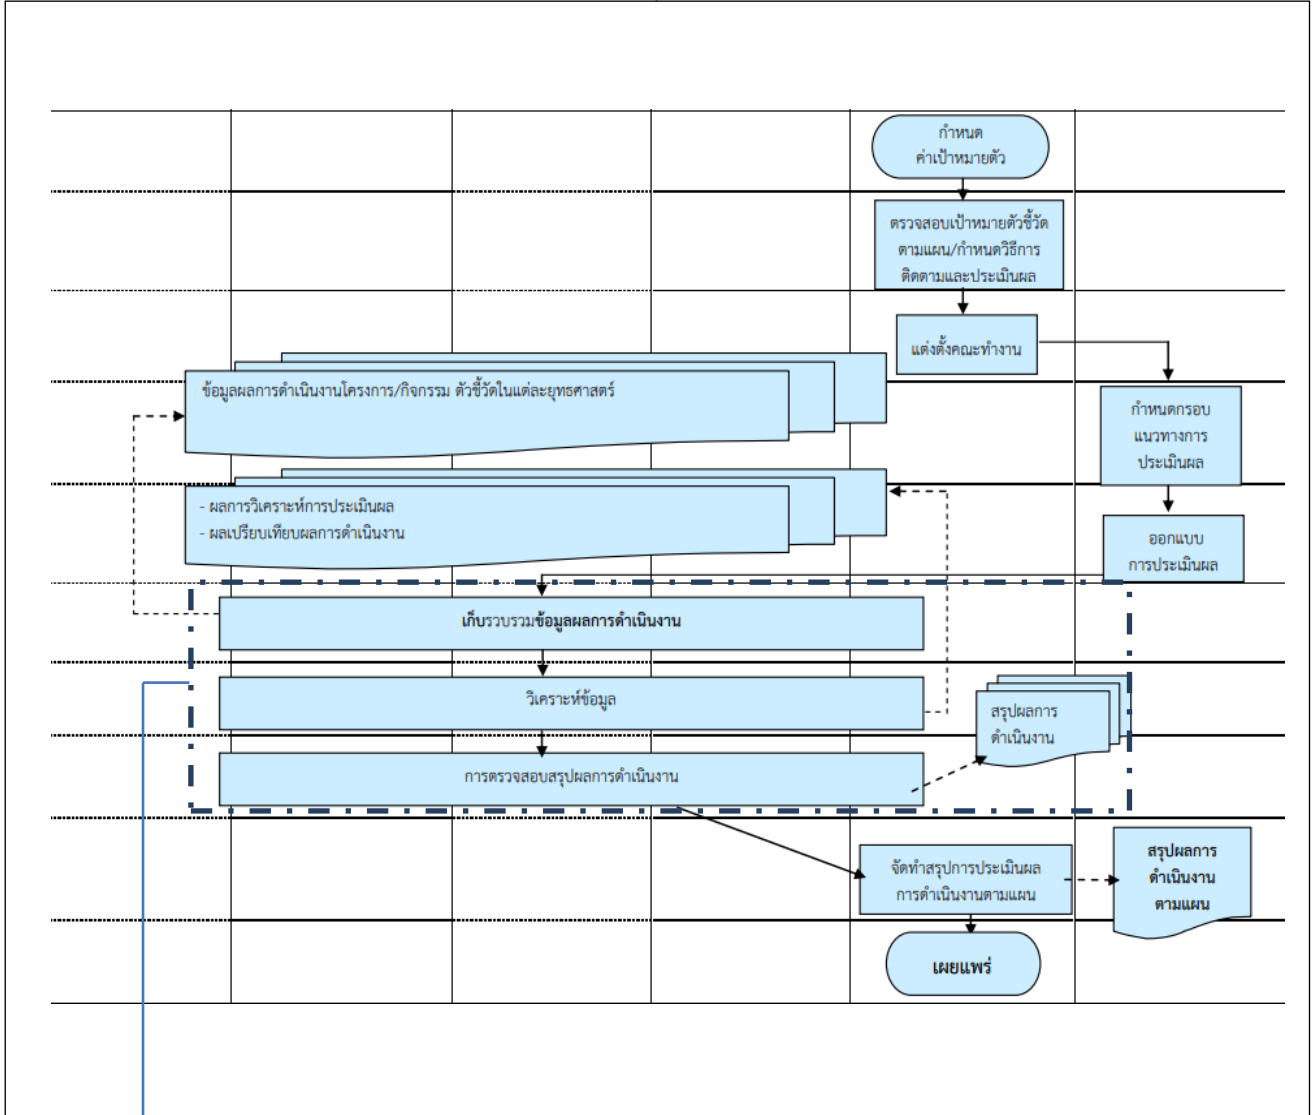 กำหนด
ค่าเป้าหมายตัว
ตรวจสอบเป้าหมายตัวชี้วัด
ตามแผน/กำหนดวิธีการ
ติดตามและประเมินผล
แต่งตั้งคณะทำงาน
ข้อมูลผลการดำเนินงานโครงการ/กิจกรรม ตัวชี้วัดในแต่ละยุทธศาสตร์
กำหนดกรอบ
แนวทางการ
ประเมินผล
- ผลการวิเคราะห์การประเมินผล
- ผลเปรียบเทียบผลการดำเนินงาน
ออกแบบ
การประเมินผล
เก็บรวบรวมข้อมูลผลการดำเนินงาน
วิเคราะห์ข้อมูล
สรุปผลการ
ดำเนินงาน
การตรวจสอบสรุปผลการดำเนินงาน
จัดทำสรุปการประเมินผล
การดำเนินงานตามแผน
สรุปผลการ
ดำเนินงาน
ตามแผน
เผยแพร่